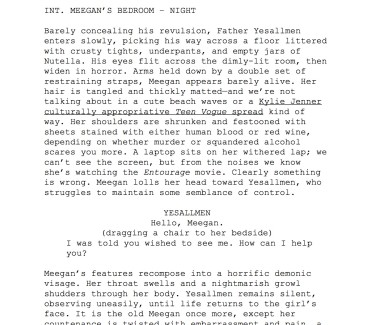 INT. MEEGAN'S BEDROOM – NIGHT
Barely concealing his revulsion, Father Yesallmen
enters slowly, picking his way across a floor littered
with crusty tights, underpants, and empty jars of
Nutella. His eyes flit across the dimly-lit room, then
widen in horror. Arms held down by a double set of
restraining straps, Meegan appears barely alive. Her
hair is tangled and thickly matted—and we're not
talking about in a cute beach waves or a Kylie Jenner
culturally appropriative Teen Vogue spread kind of
way. Her shoulders are shrunken and festooned with
sheets stained with either human blood or red wine,
depending on whether murder or squandered alcohol
scares you more. A laptop sits on her withered lap; we
can't see the screen, but from the noises we know
she's watching the Entourage movie. Clearly something
is wrong. Meegan lolls her head toward Yesallmen, who
struggles to maintain some semblance of control.
YESALLMEN
Hello, Meegan.
(dragging a chair to her bedside)
I was told you wished to see me. How can I help
you?
Meegan's features recompose into a horrific demonic
visage. Her throat swells and a nightmarish growl
shudders through her body. Yesallmen remains silent,
observing uneasily, until life returns to the girl's
face. It is the old Meegan once more, except her
countenance is twisted with embarrassment and pain, a